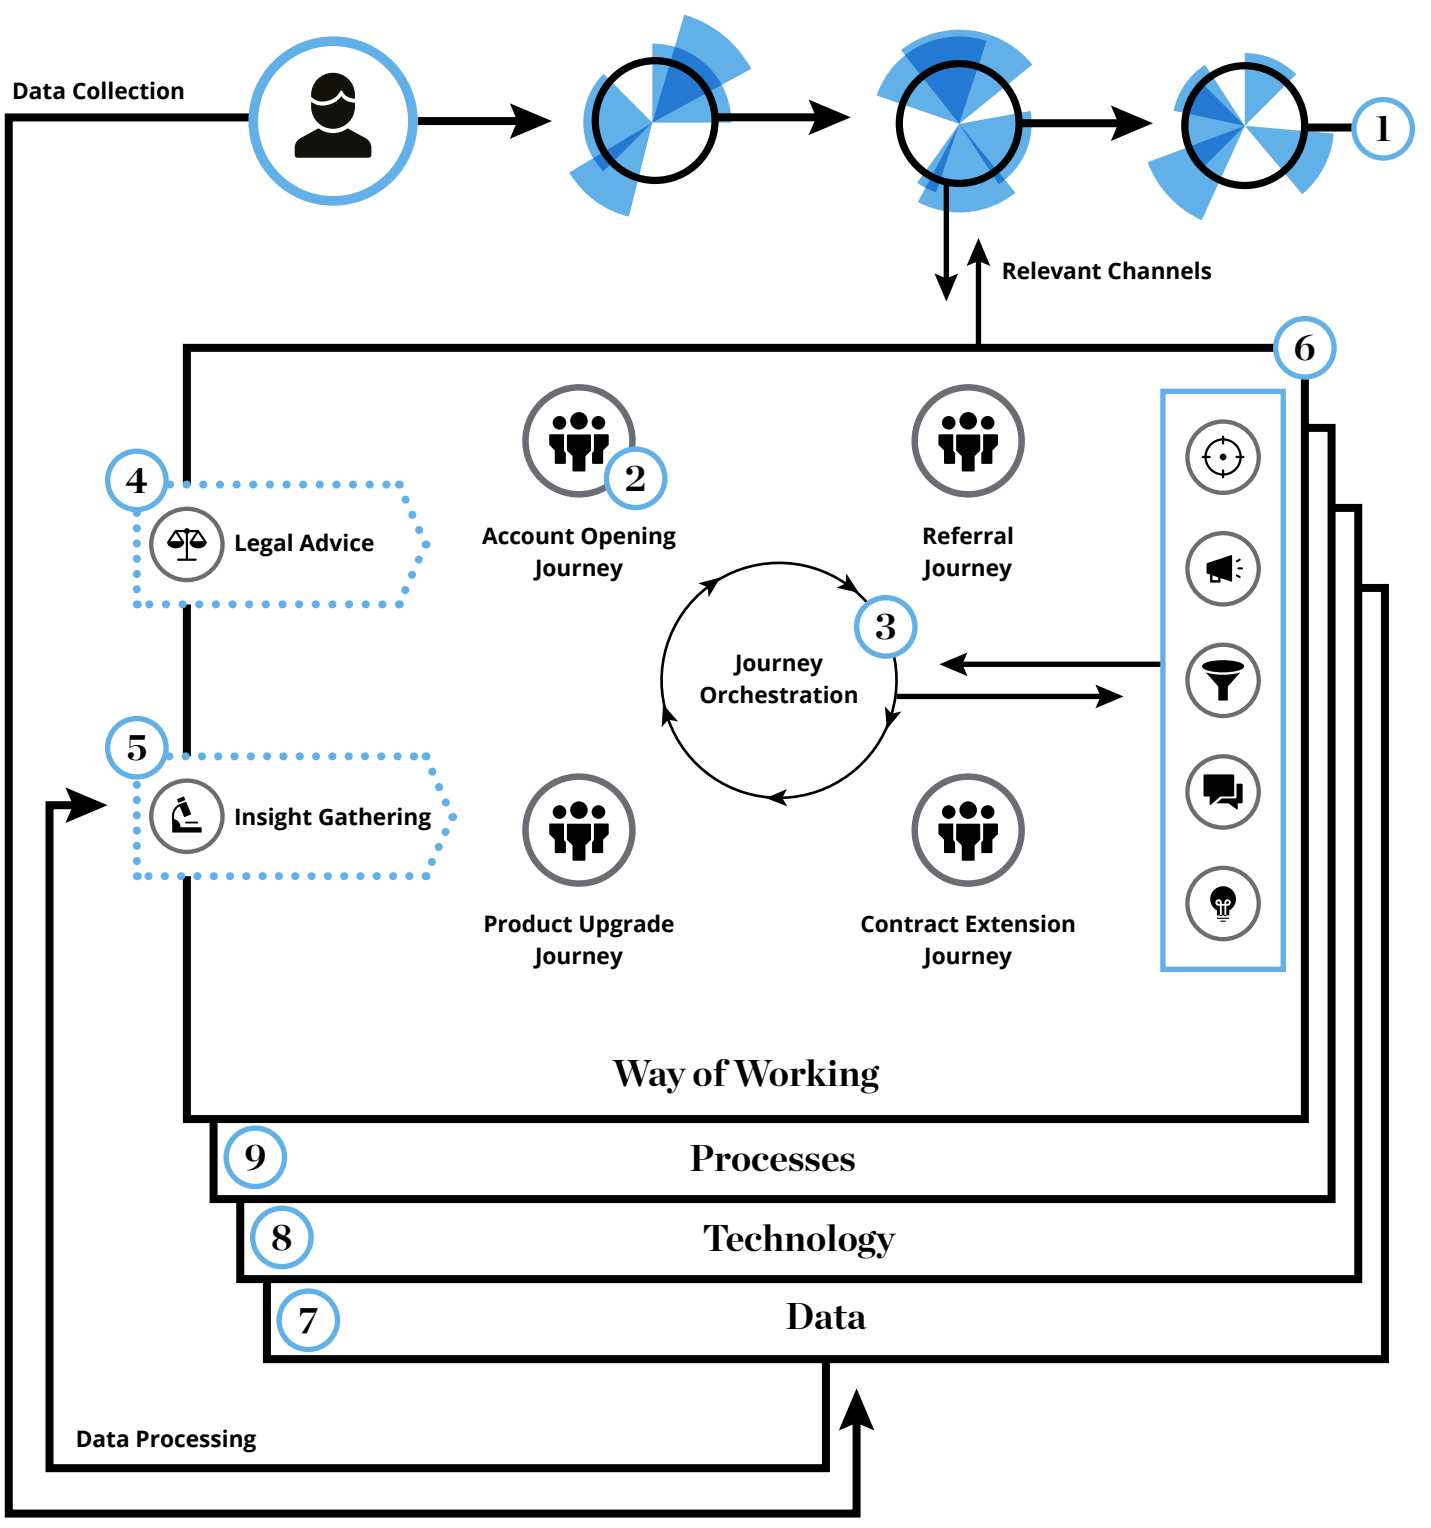 Data Collection
1
Relevant Channels
6
4
Legal Advice
2
Account Opening
Journey
Referral
Journey
3
Journey
Orchestration
5
Insight Gathering
Product Upgrade
Journey
Contract Extension
Journey
Way of Working
9
Processes
8
Technology
7
Data
Data Processing